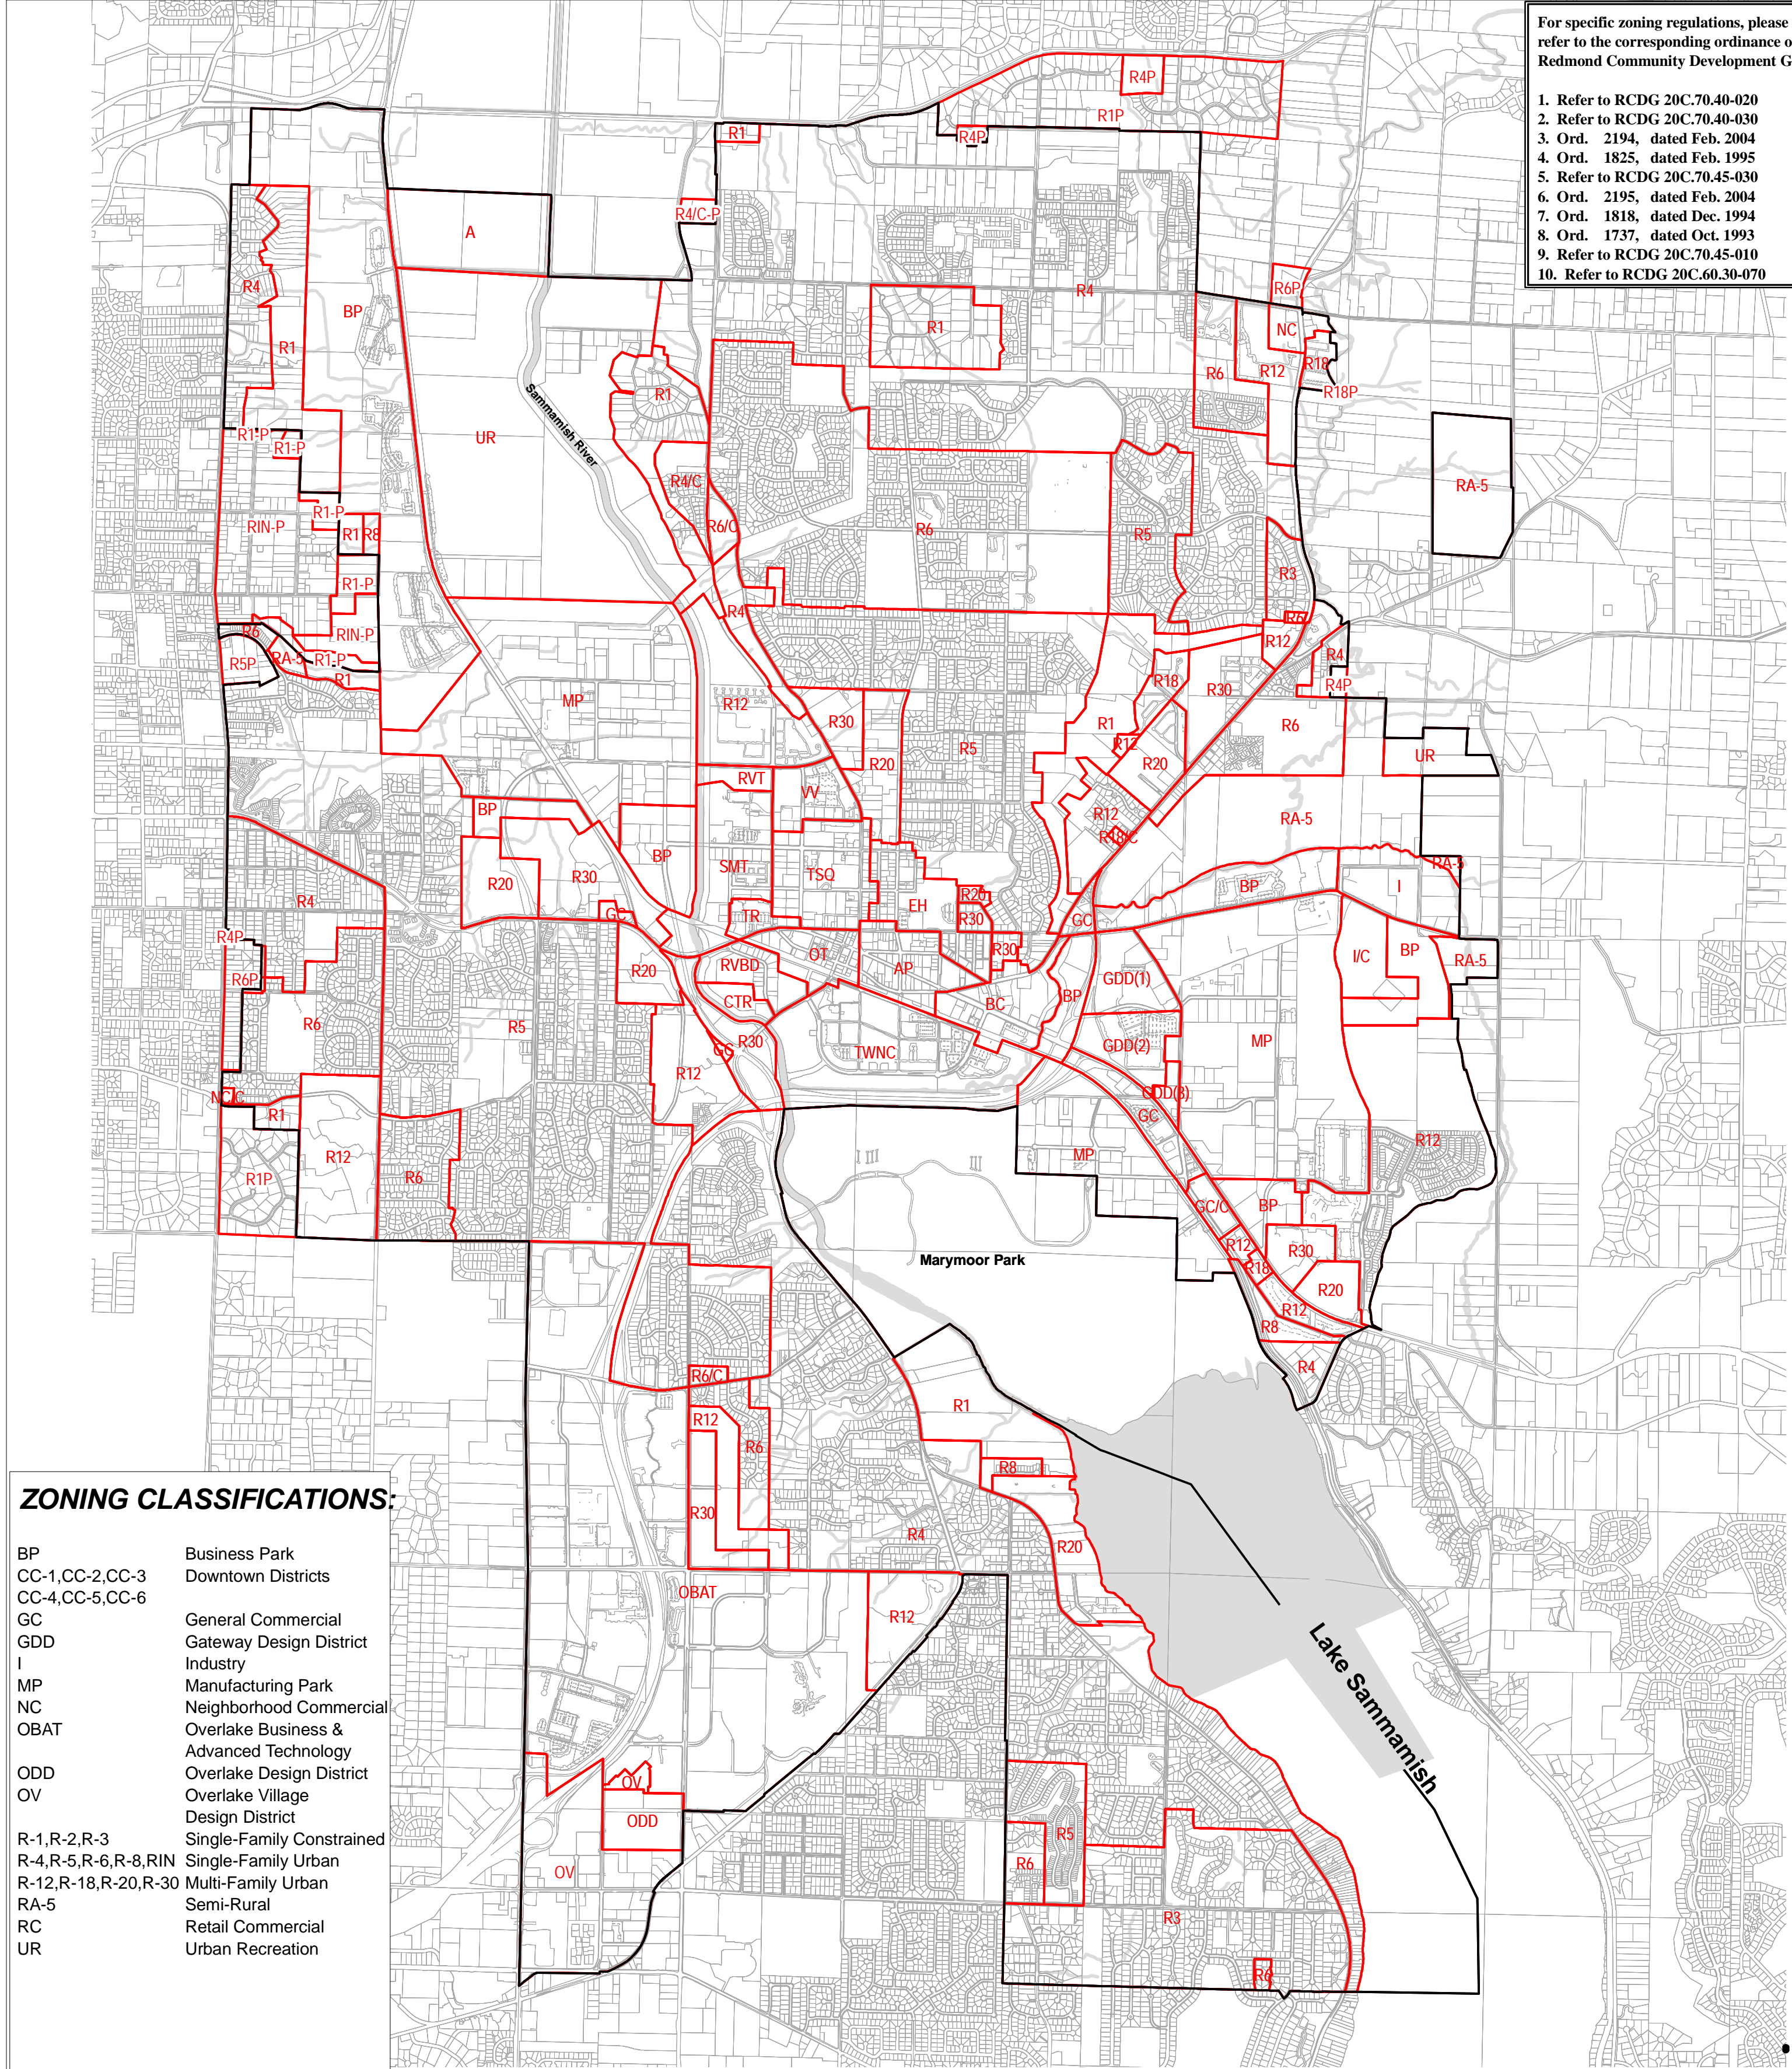 For specific zoning regulations, please
refer to the corresponding ordinance o
Redmond Community Development G
1. Refer to RCDG 20C.70.40-020
2. Refer to RCDG 20C.70.40-030
3. Ord. 2194, dated Feb. 2004
4. Ord. 1825, dated Feb. 1995
5. Refer to RCDG 20C.70.45-030
6. Ord. 2195, dated Feb. 2004
7. Ord. 1818, dated Dec. 1994
8. Ord. 1737, dated Oct. 1993
9. Refer to RCDG 20C.70.45-010
10. Refer to RCDG 20C.60.30-070
R4P
R1P
R1
R4P
R4/C-P
A
R4
R6P
R4
BP
R1
R1
NC
R18
R6
R12
R18P
R1
Sammamish River
UR
R1-P
R1-P
R4/C
RA-5
R1-P
RIN-P
R1
R8
R6/C
R6
R5
R3
R1-P
R4
R6
R6
RIN-P
R12
R5P
RA-5
R1-P
R1
R4
R4P
R18
R30
MP
R12
R30
R1
R6
R12
R5
R20
R20
UR
RVT
VV
BP
R12
RA-5
R18/C
BP
SMT
TSQ
R20
R30
BP
I
RA-5
R4
R20
EH
R30
GC
TR
GC
R4P
OT
R30
I/C
BP
RA-5
R6P
R20
RVBD
AP
GDD(1)
CTR
BC
BP
R6
R5
R30
GC
TWNC
GDD(2)
MP
R12
NC/C
GDD(3)
R1
GC
R12
R12
MP
R1P
R6
GC/C
BP
R12
R30
Marymoor Park
R18
R20
R12
R8
R6/C
R4
R1
R12
R6
R8
R30
R4
R20
OBAT
R12
Lake Sammamish
OV
ODD
R5
R6
OV
R3
R6
ZONING CLASSIFICATIONS:
BP Business Park
CC-1,CC-2,CC-3 Downtown Districts
CC-4,CC-5,CC-6
GC General Commercial
GDD Gateway Design District
I Industry
MP Manufacturing Park
NC Neighborhood Commercial
OBAT Overlake Business &
Advanced Technology
ODD Overlake Design District
OV Overlake Village
Design District
R-1,R-2,R-3 Single-Family Constrained
R-4,R-5,R-6,R-8,RIN Single-Family Urban
R-12,R-18,R-20,R-30 Multi-Family Urban
RA-5 Semi-Rural
RC Retail Commercial
UR Urban Recreation